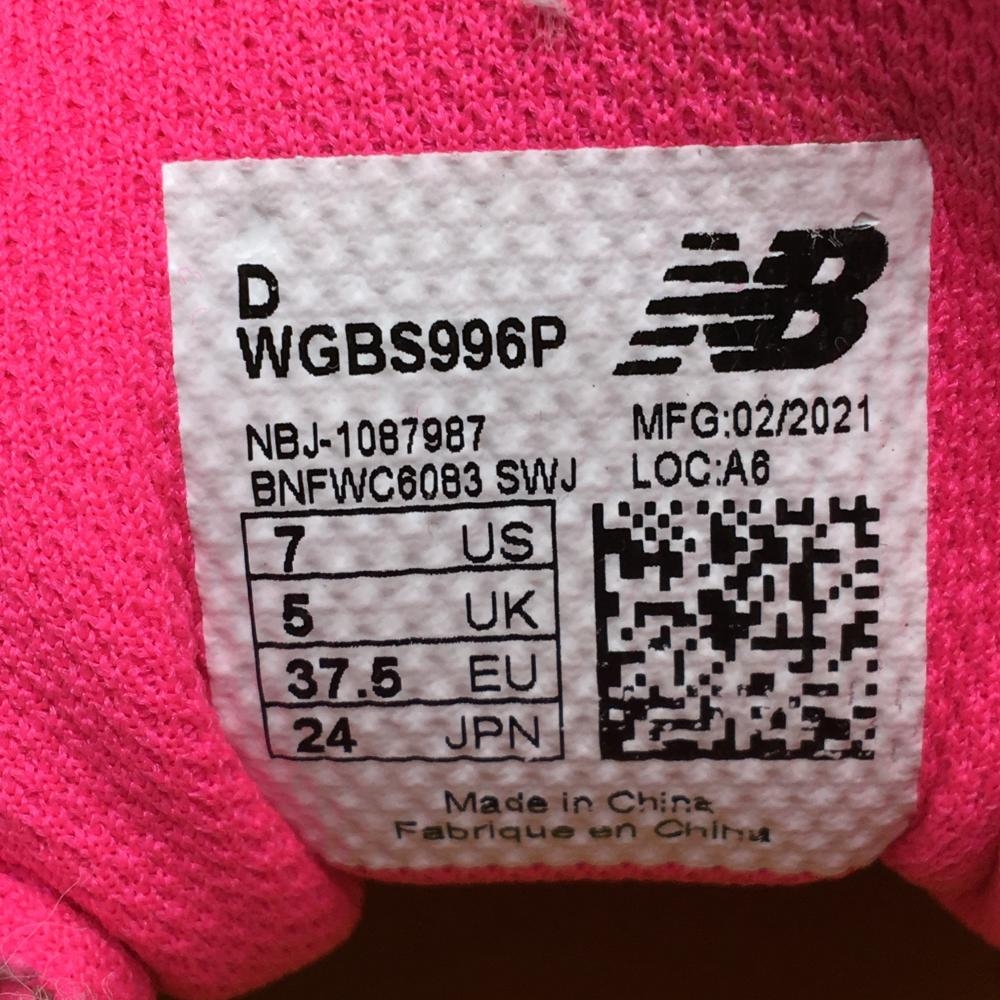 D
WGBS996P
NB
NBJ-1087987
BNFWC6083 SWJ
MFG:02/2021
LOC:A6
7 US
5 UK
37.5 EU
24 JPN
Made in China
Fabrique en China